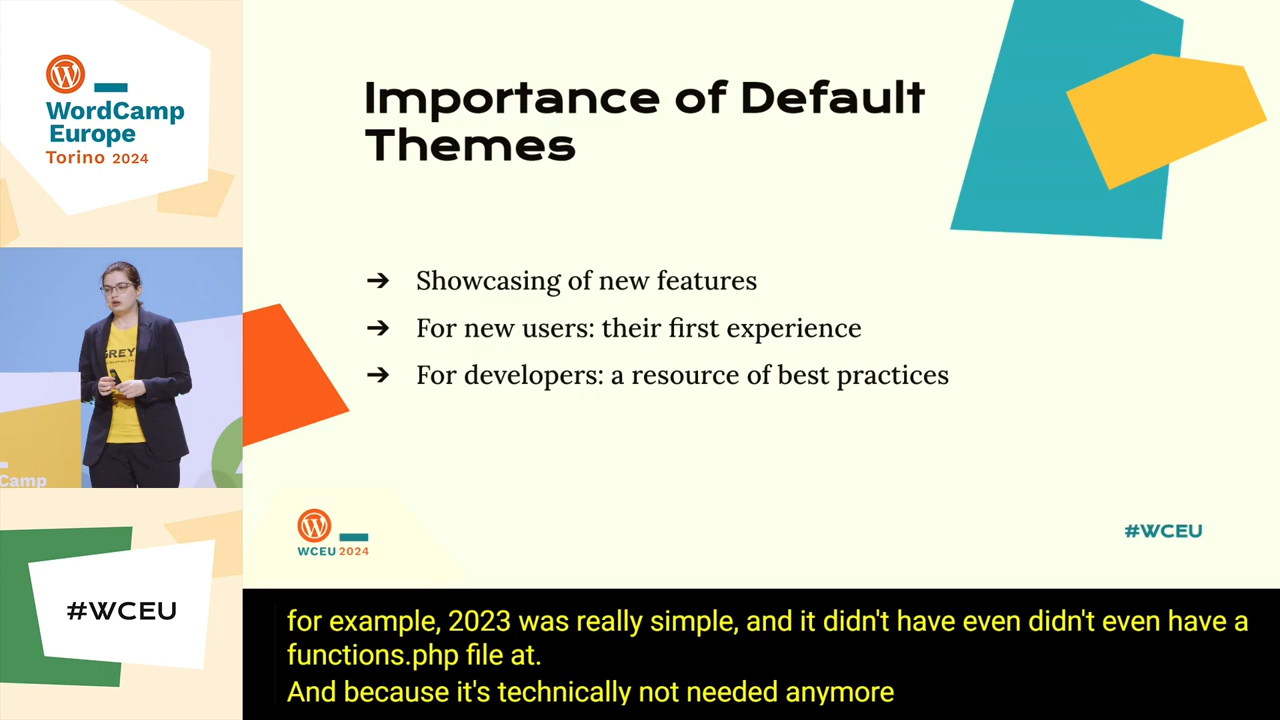 WordCamp
Europe
Torino 2024
Importance of Default
Themes
➔ Showcasing of new features
➔ For new users: their first experience
➔ For developers: a resource of best practices
GREY
Camp
#WCEU
WCEU 2024
#WCEU
for example, 2023 was really simple, and it didn't have even didn't even have a
functions.php file at.
And because it's technically not needed anymore